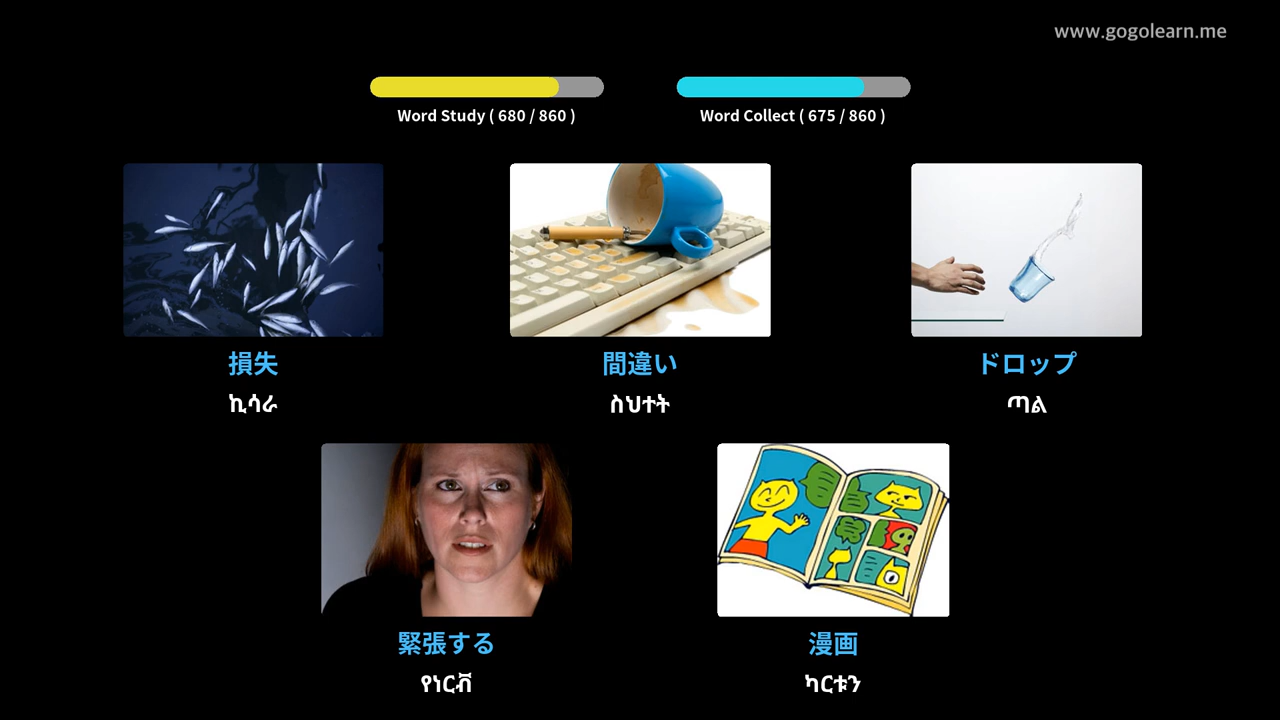 www.gogolearn.me
Word Study ( 680 / 860 )
Word Collect ( 675 / 860 )
損失
ኪሳራ
間違い
ስህተት
ドロップ
ጣል
緊張する
የነርቭ
漫画
ካርቱን